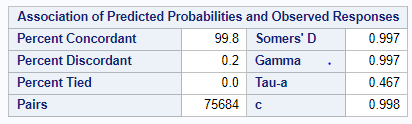 Association of Predicted Probabilities and Observed Responses
Percent Concordant 99.8 Somers' D 0.997
Percent Discordant 0.2 Gamma . 0.997
Percent Tied 0.0 Tau-a 0.467
Pairs 75684 c 0.998